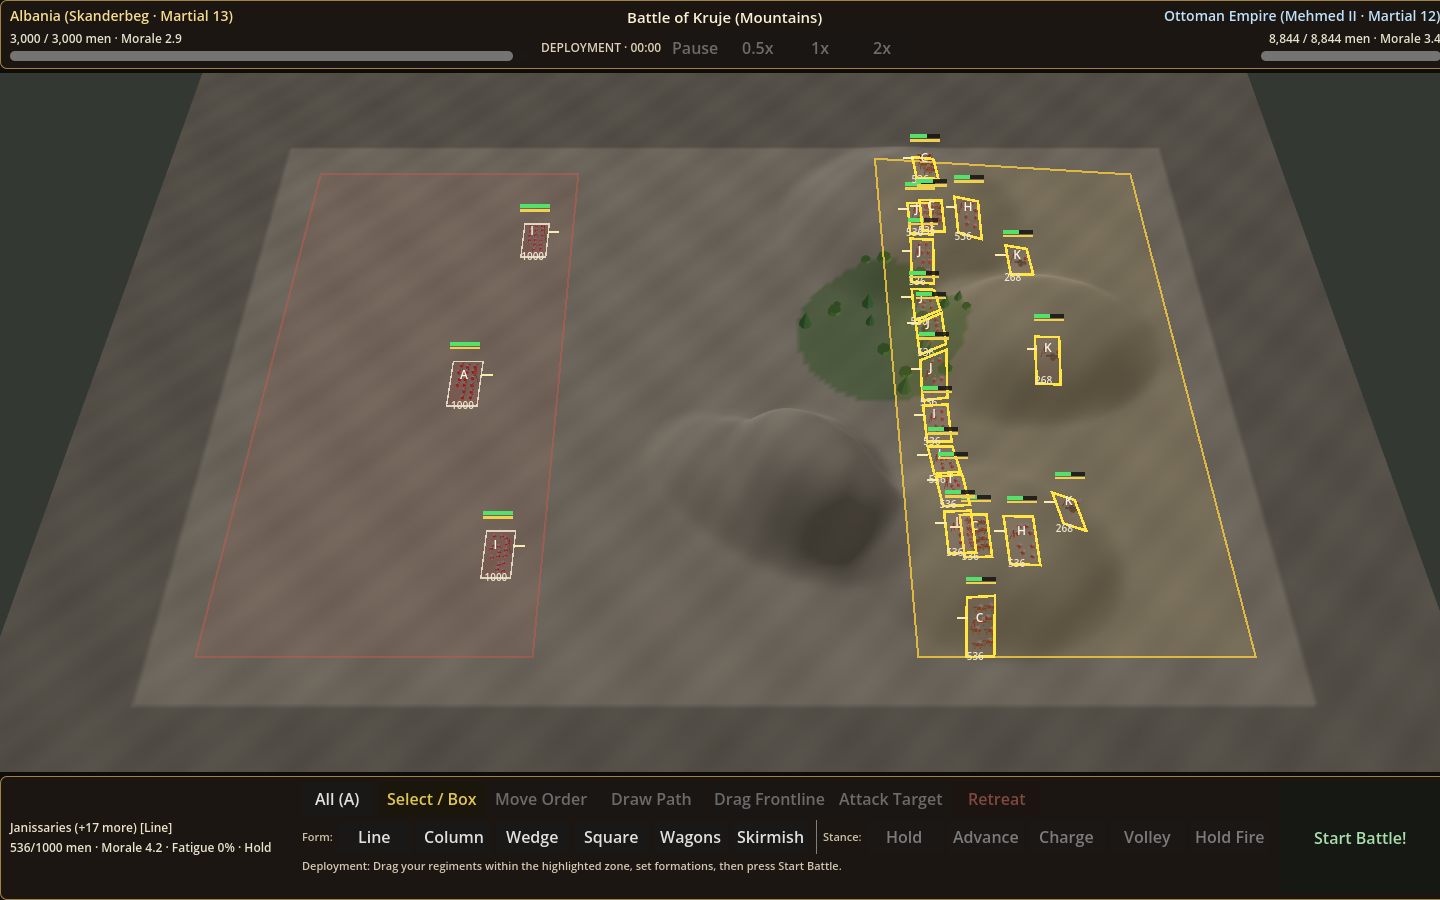 Albania (Skanderbeg · Martial 13)
Battle of Kruje (Mountains)
Ottoman Empire (Mehmed II · Martial 12)
3,000 / 3,000 men · Morale 2.9
DEPLOYMENT · 00:00
Pause
0.5x
1x
2x
8,844 / 8,844 men · Morale 3.4
C
I
1000
J
H
536
J
K
268
A
1000
J
J
K
268
J
I
I
1000
K
268
H
536
C
536
All (A)
Select / Box
Move Order
Draw Path
Drag Frontline
Attack Target
Retreat
Janissaries (+17 more) [Line]
536/1000 men · Morale 4.2 · Fatigue 0% · Hold
Form:
Line
Column
Wedge
Square
Wagons
Skirmish
Stance:
Hold
Advance
Charge
Volley
Hold Fire
Start Battle!
Deployment: Drag your regiments within the highlighted zone, set formations, then press Start Battle.